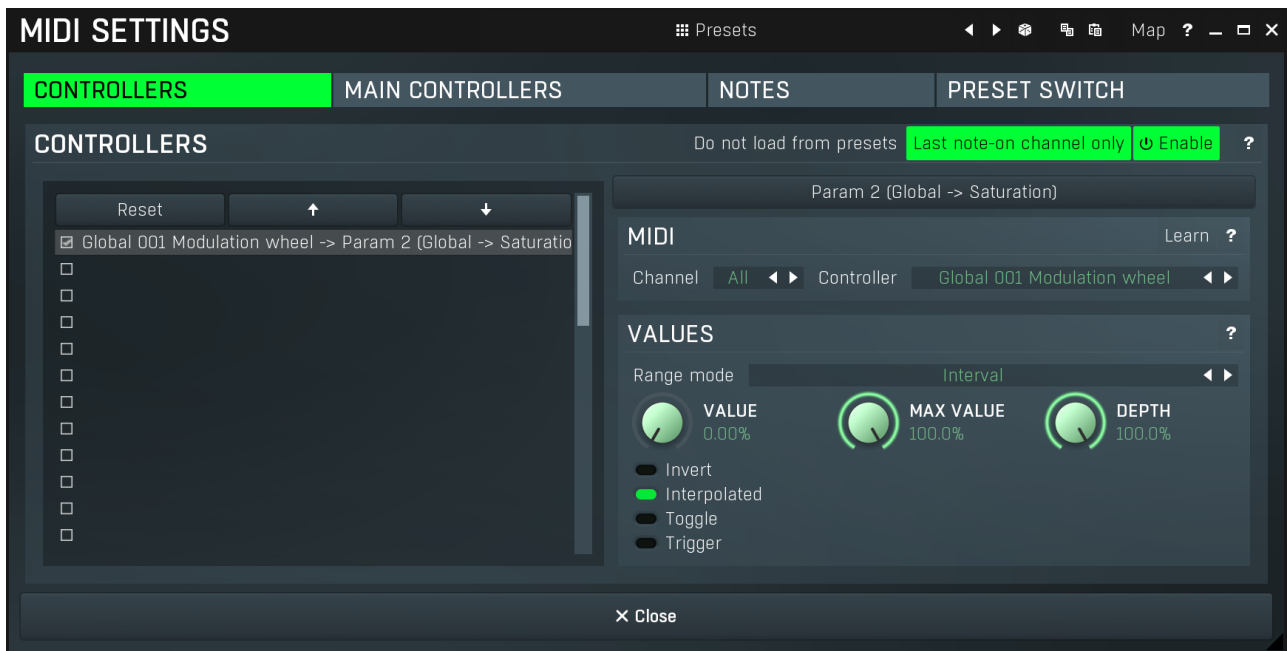 MIDI SETTINGS
Presets
Map ?
CONTROLLERS
MAIN CONTROLLERS
NOTES
PRESET SWITCH
CONTROLLERS
Do not load from presets
Last note-on channel only
Enable
?
Reset
Global 001 Modulation wheel -> Param 2 (Global -> Saturatio
Param 2 (Global -> Saturation)
MIDI
Learn ?
Channel All
Controller Global 001 Modulation wheel
VALUES
?
Range mode Interval
VALUE
0.00%
MAX VALUE
100.0%
DEPTH
100.0%
Invert
Interpolated
Toggle
Trigger
Close